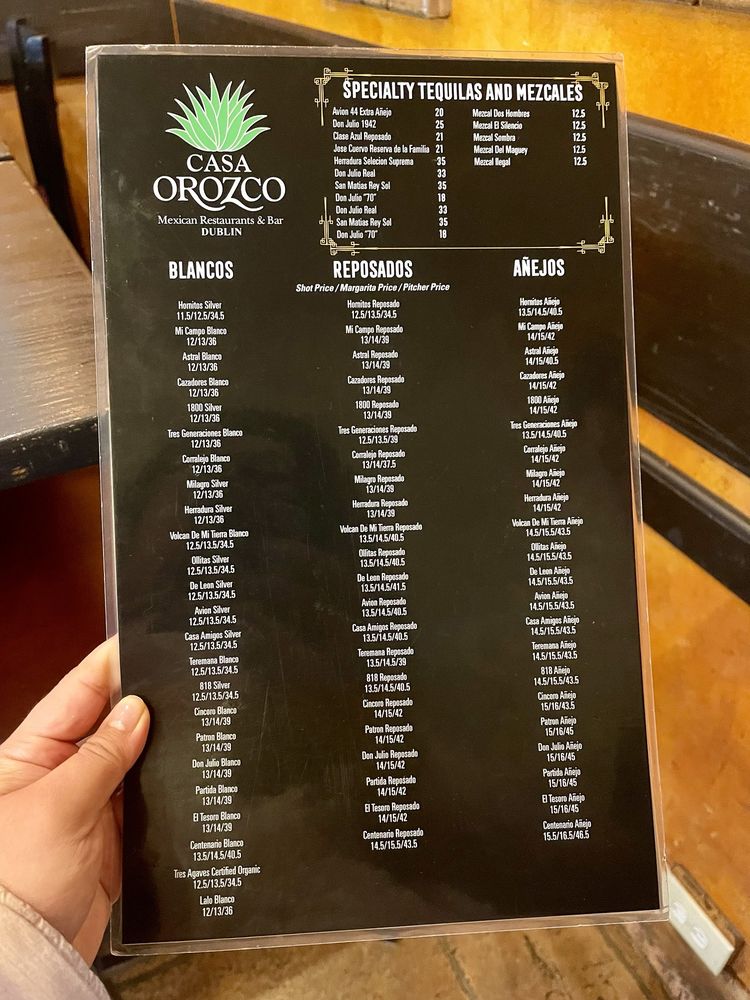 CASA
OROZCO
Mexican Restaurants & Bar
DUBLIN
SPECIALTY TEQUILAS AND MEZCALES
Avion 44 Extra Añejo 20
Don Julio 1942 25
Clase Azul Reposado 21
Jose Cuervo Reserva de la Familia 21
Herradura Selecion Suprema 35
Don Julio Real 33
San Matias Rey Sol 35
Don Julio "70" 18
Don Julio Real 33
San Matias Rey Sol 35
Don Julio "70" 18
Mezcal Dos Hombres 12.5
Mezcal El Silencio 12.5
Mezcal Sombra 12.5
Mezcal Del Maguey 12.5
Mezcal Ilegal 12.5
BLANCOS
Hornitos Silver
11.5/12.5/34.5
Mi Campo Blanco
12/13/36
Astral Blanco
12/13/36
Cazadores Blanco
12/13/36
1800 Silver
12/13/36
Tres Generaciones Blanco
12/13/36
Corralejo Blanco
12/13/36
Milagro Silver
12/13/36
Herradura Silver
12/13/36
Volcan De Mi Tierra Blanco
12.5/13.5/34.5
Ollitas Silver
12.5/13.5/34.5
De Leon Silver
12.5/13.5/34.5
Avion Silver
12.5/13.5/34.5
Casa Amigos Silver
12.5/13.5/34.5
Teremana Blanco
12.5/13.5/34.5
818 Silver
12.5/13.5/34.5
Cincoro Blanco
13/14/39
Patron Blanco
13/14/39
Don Julio Blanco
13/14/39
Partida Blanco
13/14/39
El Tesoro Blanco
13/14/39
Centenario Blanco
13.5/14.5/40.5
Tres Agaves Certified Organic
12.5/13.5/34.5
Lalo Blanco
12/13/36
REPOSADOS
Shot Price / Margarita Price / Pitcher Price
Hornitos Reposado
12.5/13.5/34.5
Mi Campo Reposado
13/14/39
Astral Reposado
13/14/39
Cazadores Reposado
13/14/39
1800 Reposado
13/14/39
Tres Generaciones Reposado
12.5/13.5/39
Corralejo Reposado
13/14/37.5
Milagro Reposado
13/14/39
Herradura Reposado
13/14/39
Volcan De Mi Tierra Reposado
13.5/14.5/40.5
Ollitas Reposado
13.5/14.5/40.5
De Leon Reposado
13.5/14.5/41.5
Avion Reposado
13.5/14.5/40.5
Casa Amigos Reposado
13.5/14.5/40.5
Teremana Reposado
13.5/14.5/39
818 Reposado
13.5/14.5/40.5
Cincoro Reposado
14/15/42
Patron Reposado
14/15/42
Don Julio Reposado
14/15/42
Partida Reposado
14/15/42
El Tesoro Reposado
14/15/42
Centenario Reposado
14.5/15.5/43.5
AÑEJOS
Hornitos Añejo
13.5/14.5/40.5
Mi Campo Añejo
14/15/42
Astral Añejo
14/15/40.5
Cazadores Añejo
14/15/42
1800 Añejo
14/15/42
Tres Generaciones Añejo
13.5/14.5/40.5
Corralejo Añejo
14/15/42
Milagro Añejo
14/15/42
Herradura Añejo
14/15/42
Volcan De Mi Tierra Añejo
14.5/15.5/43.5
Ollitas Añejo
14.5/15.5/43.5
De Leon Añejo
14.5/15.5/43.5
Avion Añejo
14.5/15.5/43.5
Casa Amigos Añejo
14.5/15.5/43.5
Teremana Añejo
14.5/15.5/43.5
818 Añejo
14.5/15.5/43.5
Cincoro Añejo
15/16/43.5
Patron Añejo
15/16/45
Don Julio Añejo
15/16/45
Partida Añejo
15/16/45
El Tesoro Añejo
15/16/45
Centenario Añejo
15.5/16.5/46.5